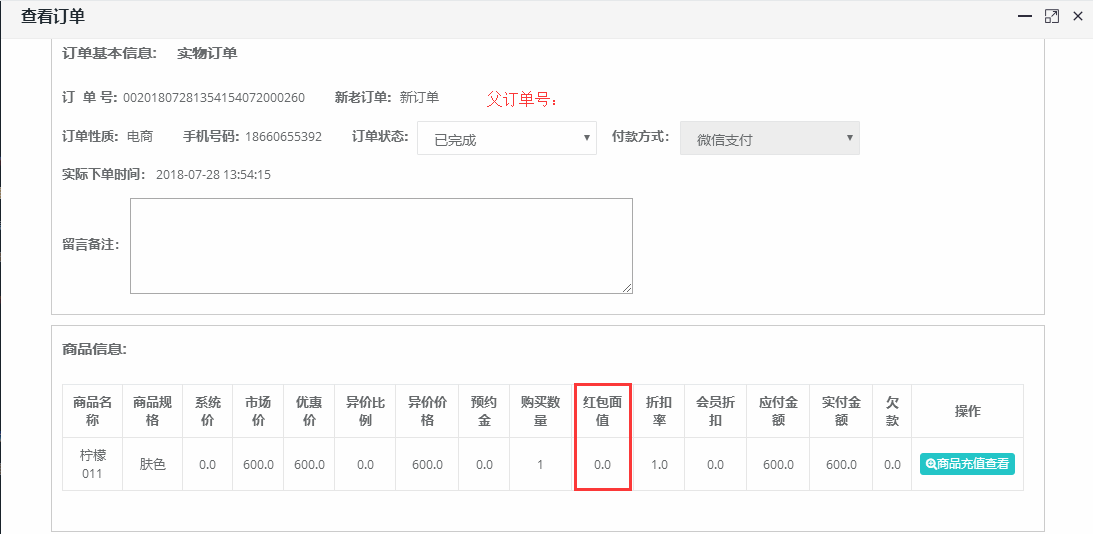 查看订单
订单基本信息: 实物订单
订 单 号: 00201807281354154072000260 新老订单: 新订单 父订单号:
订单性质: 电商 手机号码: 18660655392 订单状态: 已完成 付款方式: 微信支付
实际下单时间: 2018-07-28 13:54:15
留言备注:
商品信息:
商品名称 商品规格 系统价 市场价 优惠价 异价比例 异价价格 预约金 购买数量 红包面值 折扣率 会员折扣 应付金额 实付金额 欠款 操作
柠檬011 肤色 0.0 600.0 600.0 0.0 600.0 0.0 1 0.0 1.0 0.0 600.0 600.0 0.0 商品充值查看